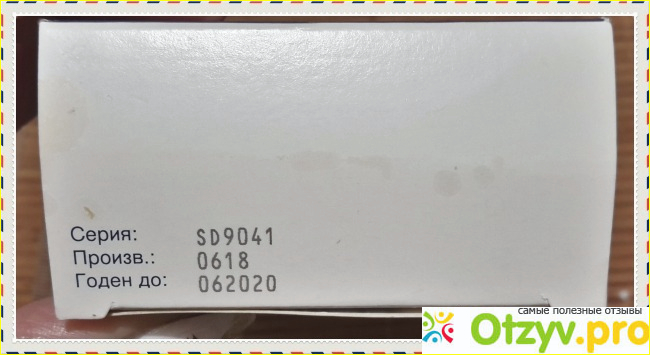 Серия: SD9041
Произв.: 0618
Годен до: 062020
самые полезные отзывы
Otzyv.pro